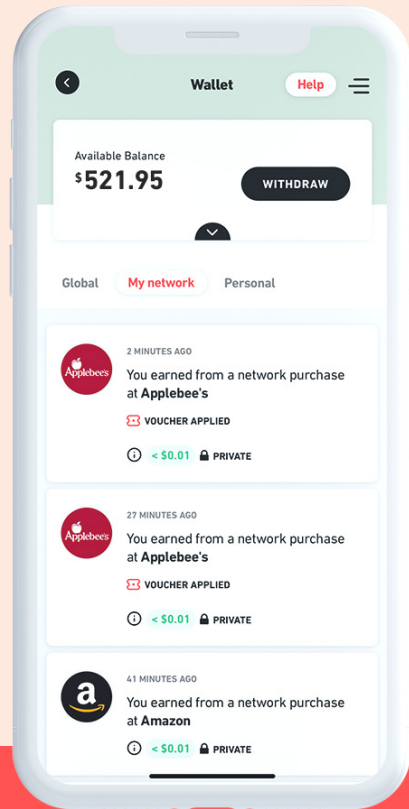 Wallet
Help
Available Balance
$521.95
WITHDRAW
Global
My network
Personal
Applebee's
2 MINUTES AGO
You earned from a network purchase
at Applebee's
VOUCHER APPLIED
< $0.01
PRIVATE
Applebee's
27 MINUTES AGO
You earned from a network purchase
at Applebee's
VOUCHER APPLIED
< $0.01
PRIVATE
a
41 MINUTES AGO
You earned from a network purchase
at Amazon
< $0.01
PRIVATE